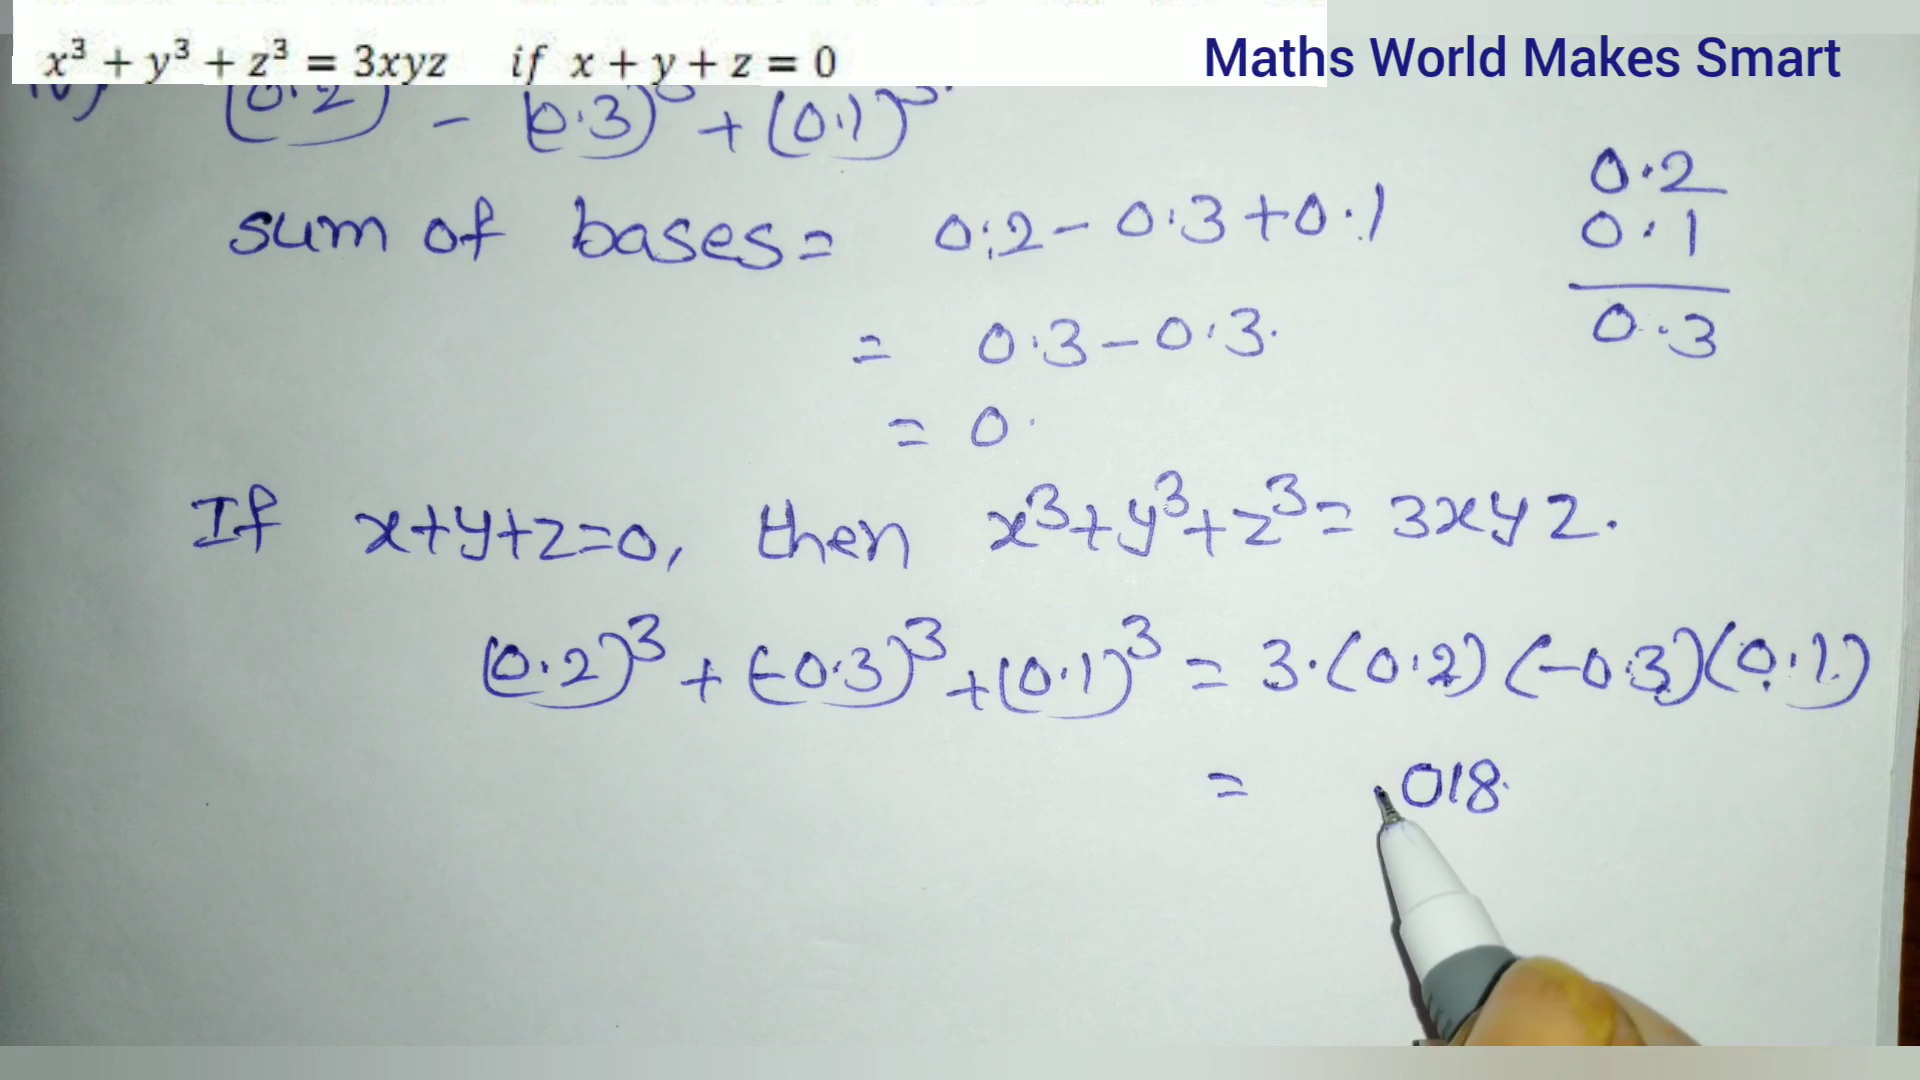 x³ + y³ + z³ = 3xyz if x + y + z = 0
Maths World Makes Smart
(0.2) - (0.3)³ + (0.1)³.
sum of bases = 0.2 - 0.3 + 0.1
= 0.3 - 0.3.
= 0.
0.2
0.1
0.3
If x+y+z=0, then x³+y³+z³ = 3xyz.
(0.2)³ + (-0.3)³ + (0.1)³ = 3.(0.2)(-0.3)(0.1)
= .018.